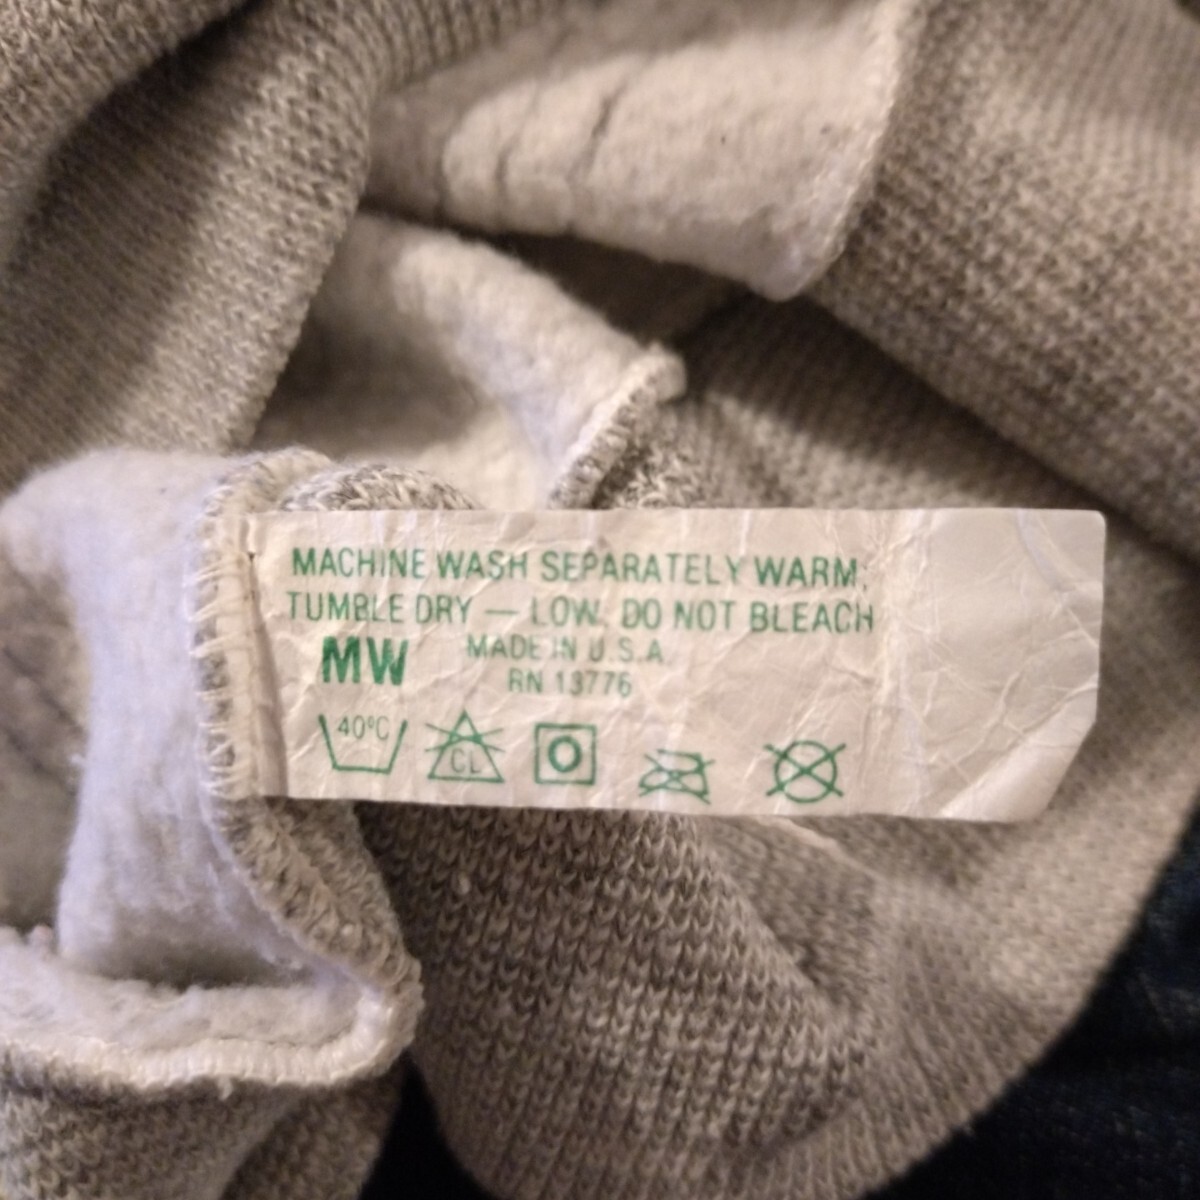 MACHINE WASH SEPARATELY WARM;
TUMBLE DRY — LOW. DO NOT BLEACH
MW
MADE IN U.S.A.
RN 13776
40°C
CL
O